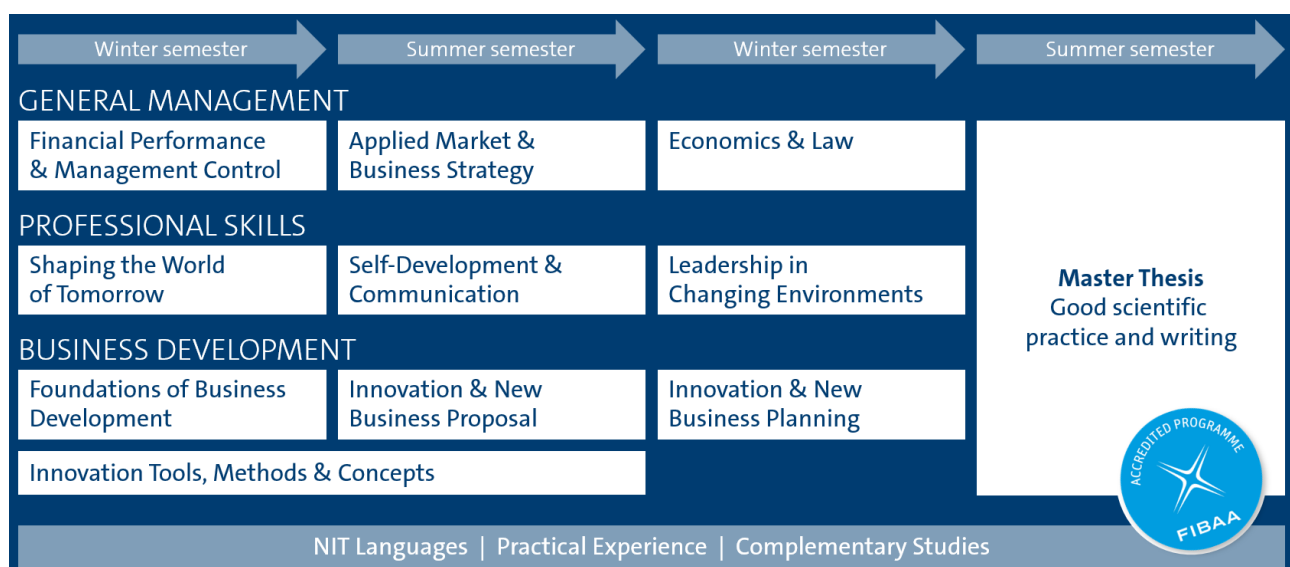 Winter semester
Summer semester
Winter semester
Summer semester
GENERAL MANAGEMENT
Financial Performance
& Management Control
Applied Market &
Business Strategy
Economics & Law
PROFESSIONAL SKILLS
Shaping the World
of Tomorrow
Self-Development &
Communication
Leadership in
Changing Environments
Master Thesis
Good scientific
practice and writing
BUSINESS DEVELOPMENT
Foundations of Business
Development
Innovation & New
Business Proposal
Innovation & New
Business Planning
Innovation Tools, Methods & Concepts
ACCREDITED PROGRAMME
FIBAA
NIT Languages | Practical Experience | Complementary Studies